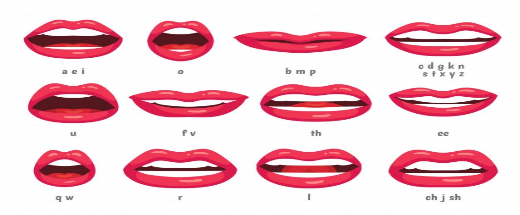 a e i
o
b m p
c d g k n
s t x y z
u
f v
th
ee
q w
r
l
ch j sh